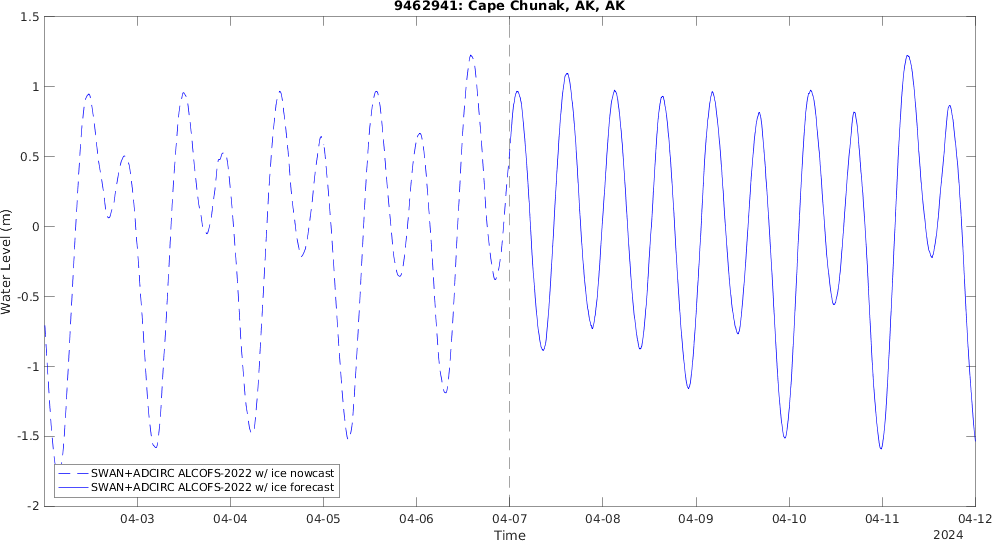 9462941: Cape Chunak, AK, AK
Water Level (m)
1.5
1
0.5
0
-0.5
-1
-1.5
-2
SWAN+ADCIRC ALCOFS-2022 w/ ice nowcast
SWAN+ADCIRC ALCOFS-2022 w/ ice forecast
04-03 04-04 04-05 04-06 04-07 04-08 04-09 04-10 04-11 04-12
Time
2024